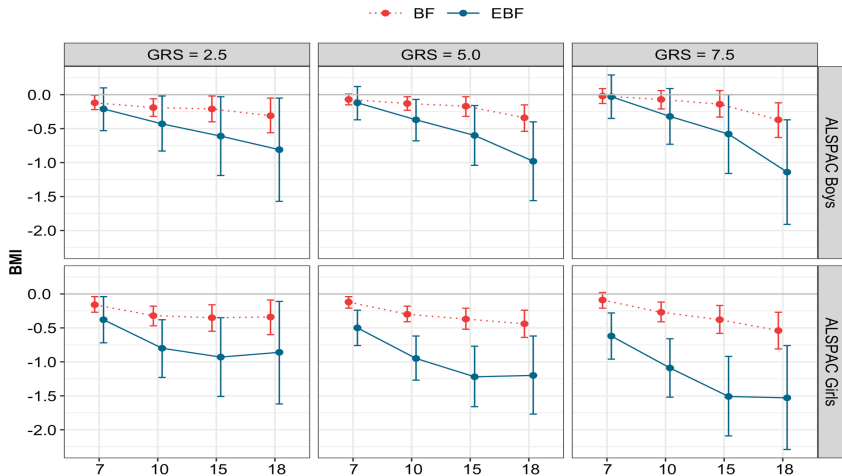 BF EBF
GRS = 2.5 GRS = 5.0 GRS = 7.5
0.0
-0.5
-1.0
-1.5
-2.0
ALSPAC Boys
BMI
0.0
-0.5
-1.0
-1.5
-2.0
ALSPAC Girls
7 10 15 18 7 10 15 18 7 10 15 18